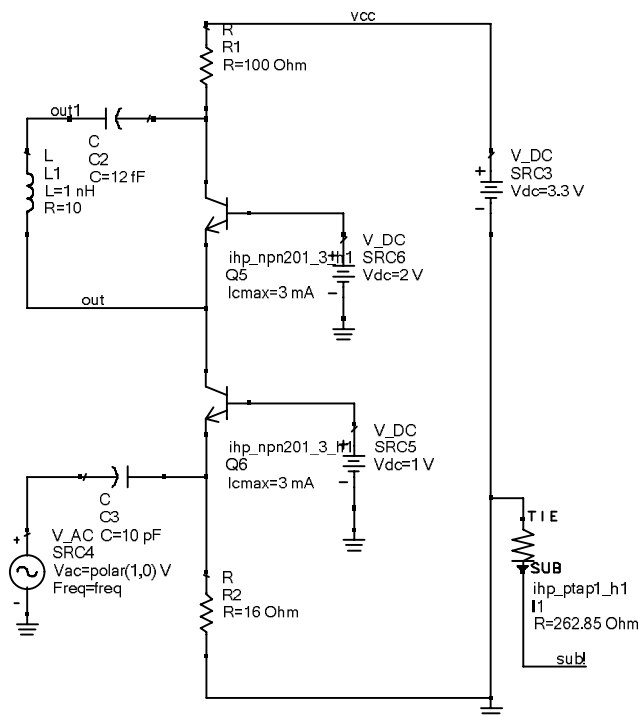 vcc
R
R1
R=100 Ohm
out1
C
C2
C=12 fF
L
L1
L=1 nH
R=10
V_DC
SRC3
Vdc=3.3 V
+
-
V_DC
SRC6
Vdc=2 V
+
-
ihp_npn201_3_h1
Q5
Icmax=3 mA
out
V_DC
SRC5
Vdc=1 V
+
-
ihp_npn201_3_h1
Q6
Icmax=3 mA
C
C3
C=10 pF
V_AC
SRC4
Vac=polar(1,0) V
Freq=freq
+
-
R
R2
R=16 Ohm
TIE
SUB
ihp_ptap1_h1
I1
R=262.85 Ohm
sub!